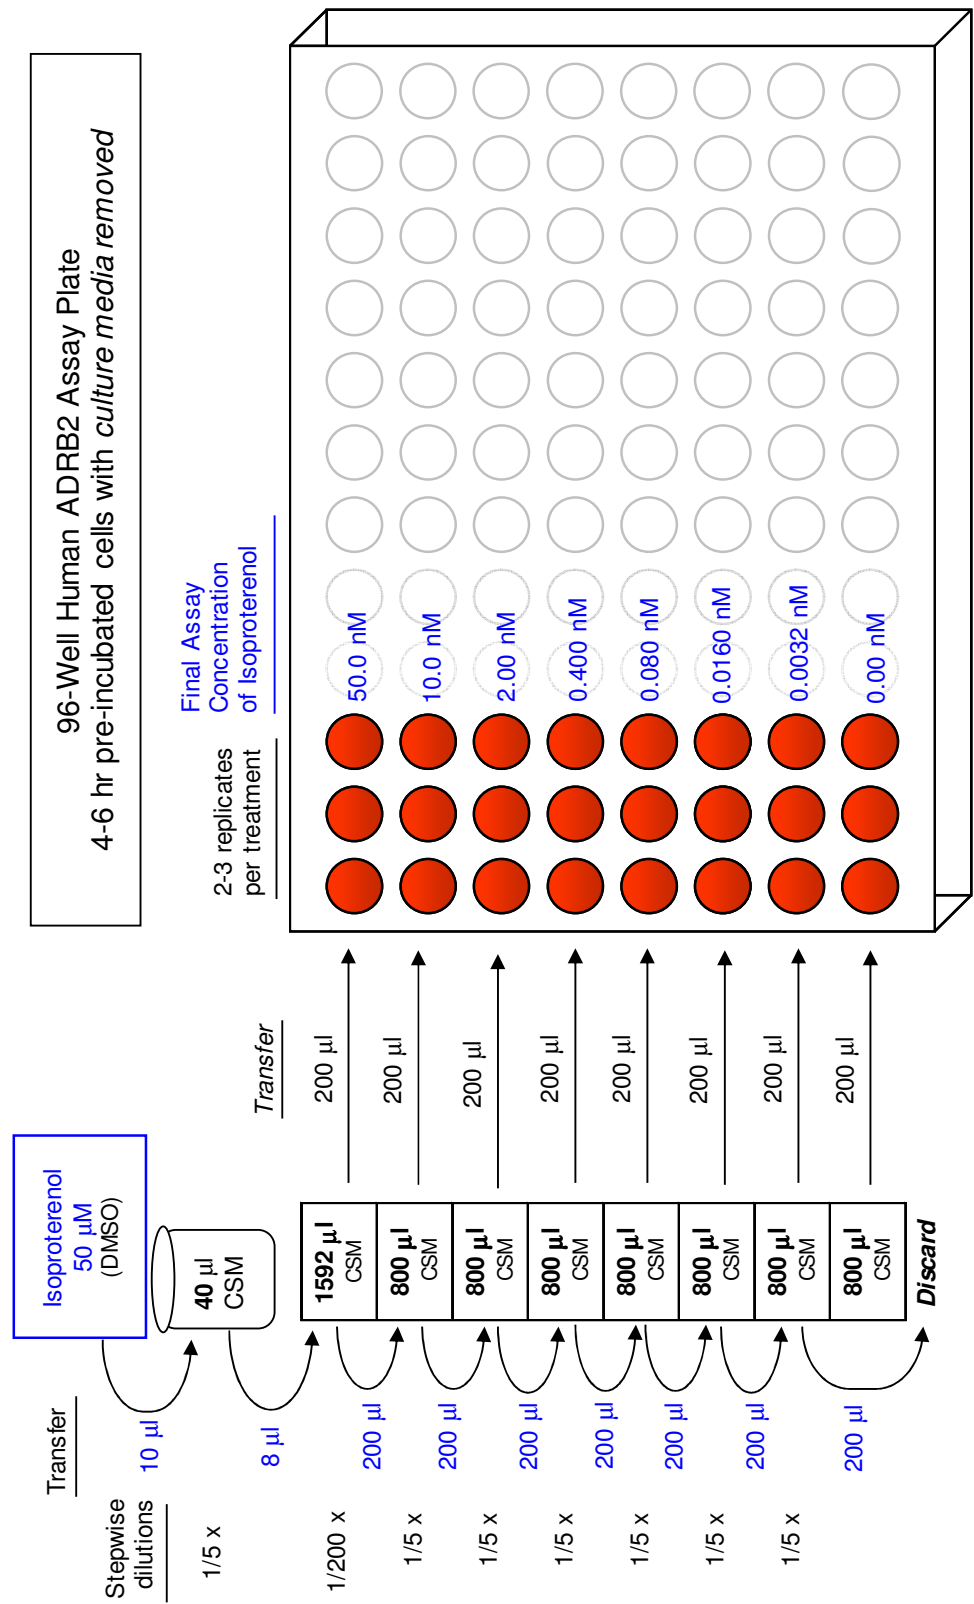 96-Well Human ADRB2 Assay Plate
4-6 hr pre-incubated cells with culture media removed
Stepwise
dilutions
Transfer
Isoproterenol
50 µM
(DMSO)
1/5 x
10 µl
40 µl
CSM
Transfer
2-3 replicates
per treatment
Final Assay
Concentration
of Isoproterenol
1/200 x
8 µl
1592 µl
CSM
200 µl
50.0 nM
1/5 x
200 µl
800 µl
CSM
200 µl
10.0 nM
1/5 x
200 µl
800 µl
CSM
200 µl
2.00 nM
1/5 x
200 µl
800 µl
CSM
200 µl
0.400 nM
1/5 x
200 µl
800 µl
CSM
200 µl
0.080 nM
1/5 x
200 µl
800 µl
CSM
200 µl
0.0160 nM
1/5 x
200 µl
800 µl
CSM
200 µl
0.0032 nM
200 µl
800 µl
CSM
200 µl
0.00 nM
Discard